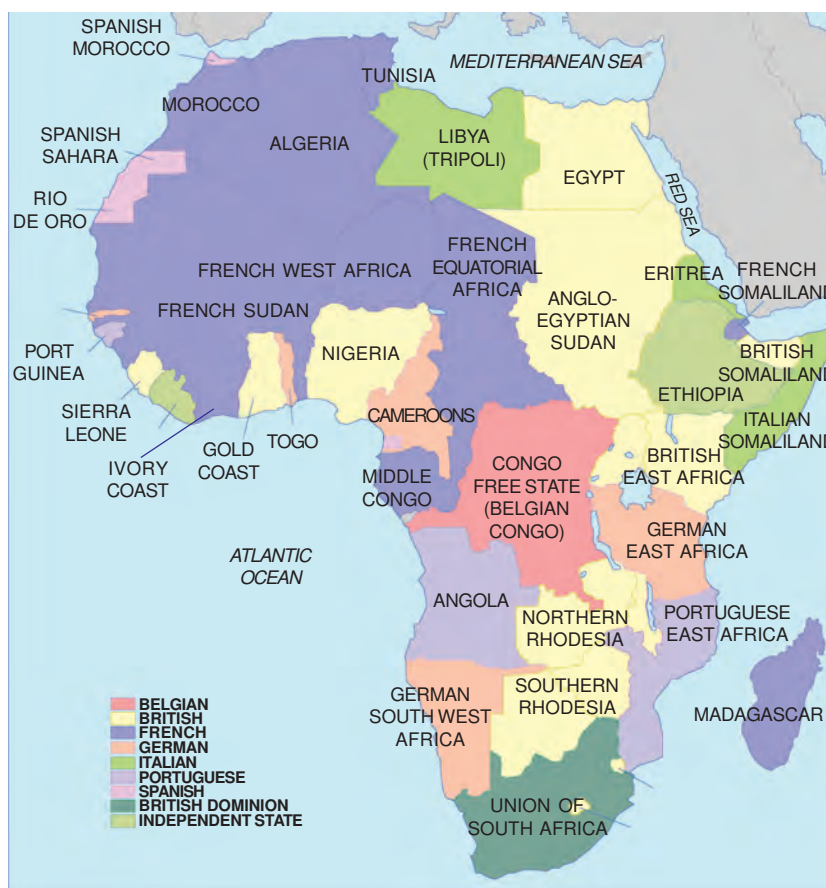 SPANISH
MOROCCO
TUNISIA
MEDITERRANEAN SEA
MOROCCO
ALGERIA
LIBYA
(TRIPOLI)
SPANISH
SAHARA
EGYPT
RIO
DE ORO
RED SEA
FRENCH WEST AFRICA
FRENCH
EQUATORIAL
AFRICA
ERITREA
FRENCH
SOMALILAND
FRENCH SUDAN
ANGLO-
EGYPTIAN
SUDAN
PORT
GUINEA
NIGERIA
BRITISH
SOMALILAND
ETHIOPIA
SIERRA
LEONE
IVORY
COAST
GOLD
COAST
TOGO
CAMEROONS
ITALIAN
SOMALILAND
MIDDLE
CONGO
CONGO
FREE STATE
(BELGIAN
CONGO)
BRITISH
EAST AFRICA
GERMAN
EAST AFRICA
ATLANTIC
OCEAN
ANGOLA
NORTHERN
RHODESIA
PORTUGUESE
EAST AFRICA
GERMAN
SOUTH WEST
AFRICA
SOUTHERN
RHODESIA
MADAGASCAR
UNION OF
SOUTH AFRICA
BELGIAN
BRITISH
FRENCH
GERMAN
ITALIAN
PORTUGUESE
SPANISH
BRITISH DOMINION
INDEPENDENT STATE